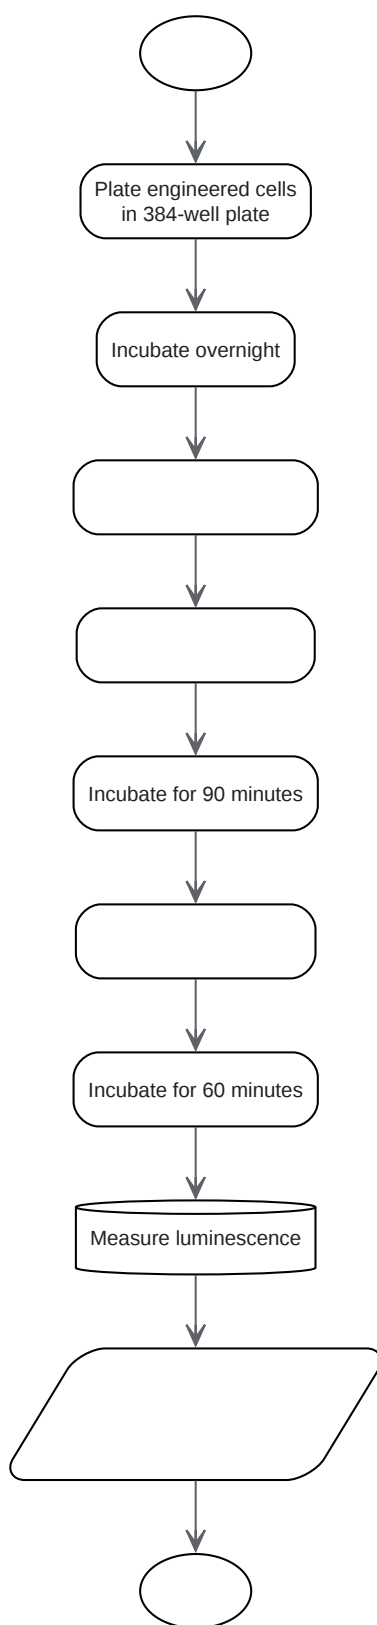 Plate engineered cells
in 384-well plate
Incubate overnight
Incubate for 90 minutes
Incubate for 60 minutes
Measure luminescence